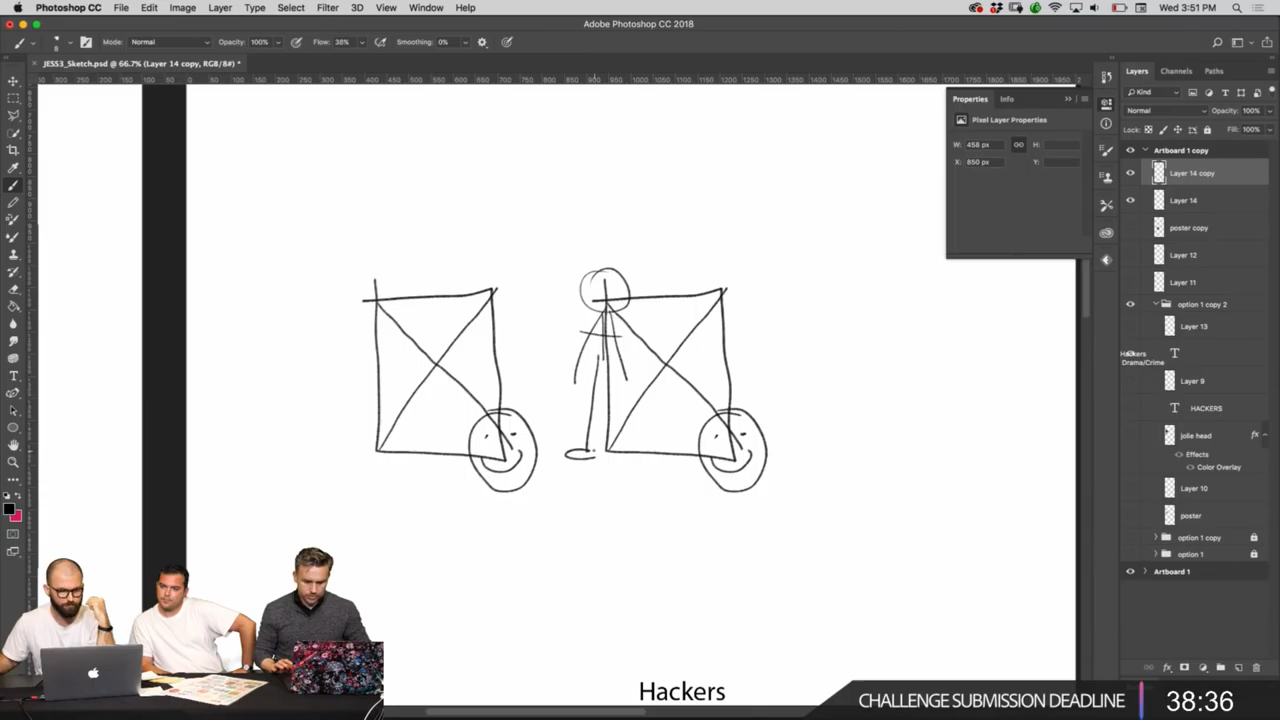 Photoshop File Edit Image Layer Type Select Filter 3D View Window Help
Wed 3:51 PM
Adobe Photoshop CC 2018
Mode: Normal Opacity: 100% Flow: 38% Smoothing: 0%
JESS3_Sketch.psd @ 66.7% (Layer 14 copy, RGB/8#) *
Properties Info
Pixel Layer Properties
W: 458 px H:
X: 850 px Y:
Layers Channels Paths
Kind
Normal Opacity: 100%
Lock: Fill: 100%
Artboard 1 copy
Layer 14 copy
Layer 14
poster copy
Layer 12
Layer 11
option 1 copy 2
Layer 13
Hackers
Drama/Crime
Layer 9
HACKERS
jolie head fx
Effects
Color Overlay
Layer 10
poster
option 1 copy
option 1
Artboard 1
Hackers
CHALLENGE SUBMISSION DEADLINE 38:36